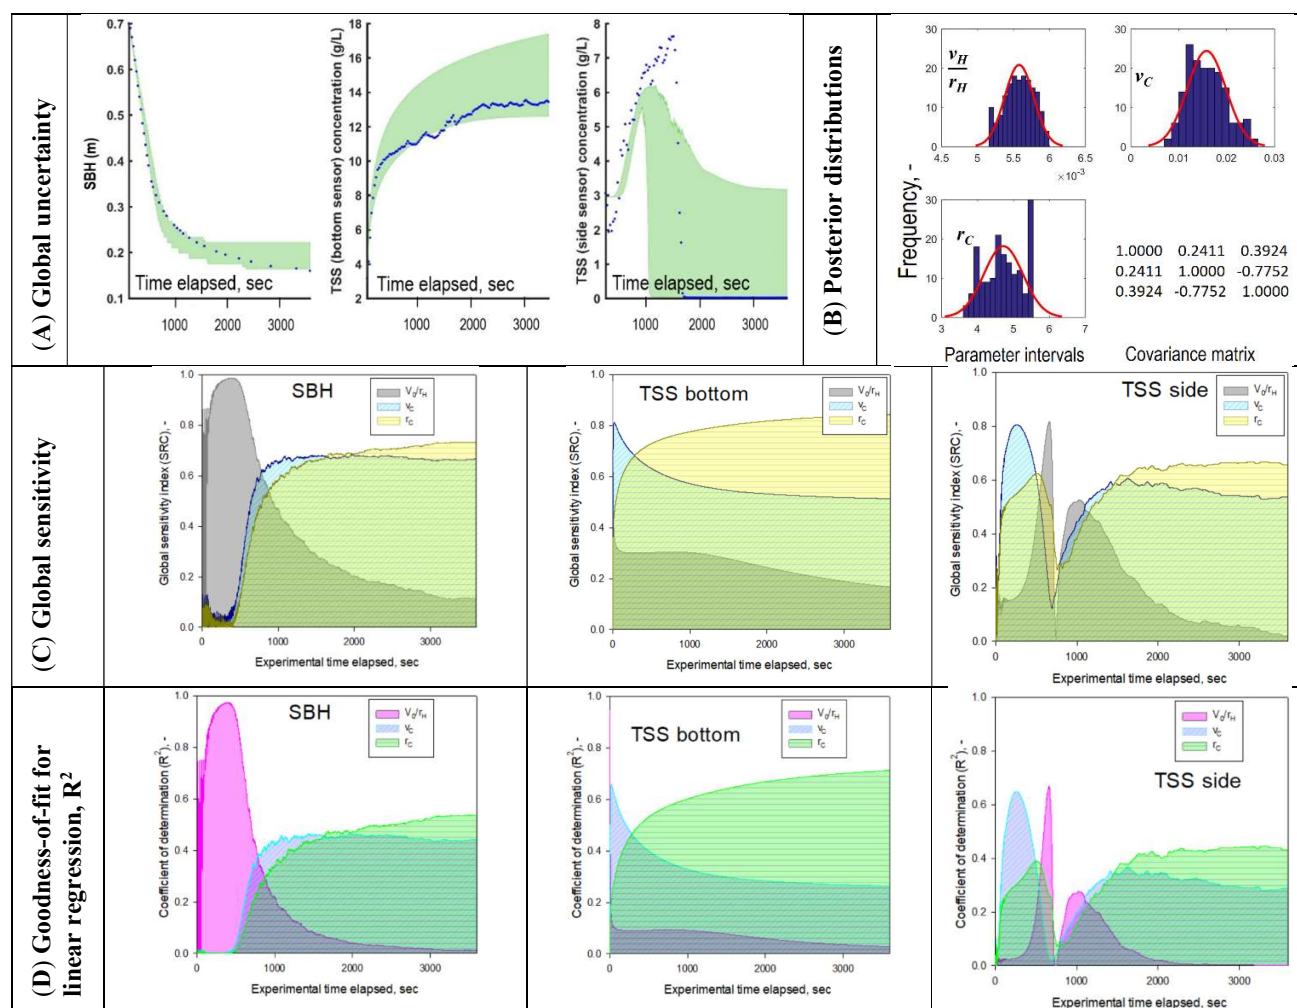 (A) Global uncertainty
0.7
0.6
0.5
0.4
0.3
0.2
0.1
SBH (m)
Time elapsed, sec
1000 2000 3000
18
16
14
12
10
8
6
4
2
TSS (bottom sensor) concentration (g/L)
Time elapsed, sec
1000 2000 3000
8
7
6
5
4
3
2
1
0
TSS (side sensor) concentration (g/L)
Time elapsed, sec
1000 2000 3000
(B) Posterior distributions
Frequency, -
30
20
10
0
v_H
r_H
4.5 5.5 6.5
×10⁻³
30
20
10
0
v_C
0 0.01 0.03
30
20
10
0
r_C
3 4 5 6 7
Parameter intervals
1.0000 0.2411 0.3924
0.2411 1.0000 -0.7752
0.3924 -0.7752 1.0000
Covariance matrix
(C) Global sensitivity
SBH
V₀/r_H
v_C
r_C
Global sensitivity index (SRC), -
1.0
0.8
0.6
0.4
0.2
0.0
0 1000 2000 3000
Experimental time elapsed, sec
TSS bottom
V₀/r_H
v_C
r_C
Global sensitivity index (SRC), -
1.0
0.8
0.6
0.4
0.2
0.0
0 1000 2000 3000
Experimental time elapsed, sec
TSS side
V₀/r_H
v_C
r_C
Global sensitivity index (SRC), -
1.0
0.8
0.6
0.4
0.2
0.0
0 1000 2000 3000
Experimental time elapsed, sec
(D) Goodness-of-fit for
linear regression, R²
SBH
V₀/r_H
v_C
r_C
Coefficient of determination (R²), -
1.0
0.8
0.6
0.4
0.2
0.0
0 1000 2000 3000
Experimental time elapsed, sec
TSS bottom
V₀/r_H
v_C
r_C
Coefficient of determination (R²), -
1.0
0.8
0.6
0.4
0.2
0.0
0 1000 2000 3000
Experimental time elapsed, sec
TSS side
V₀/r_H
v_C
r_C
Coefficient of determination (R²), -
1.0
0.8
0.6
0.4
0.2
0.0
0 1000 2000 3000
Experimental time elapsed, sec